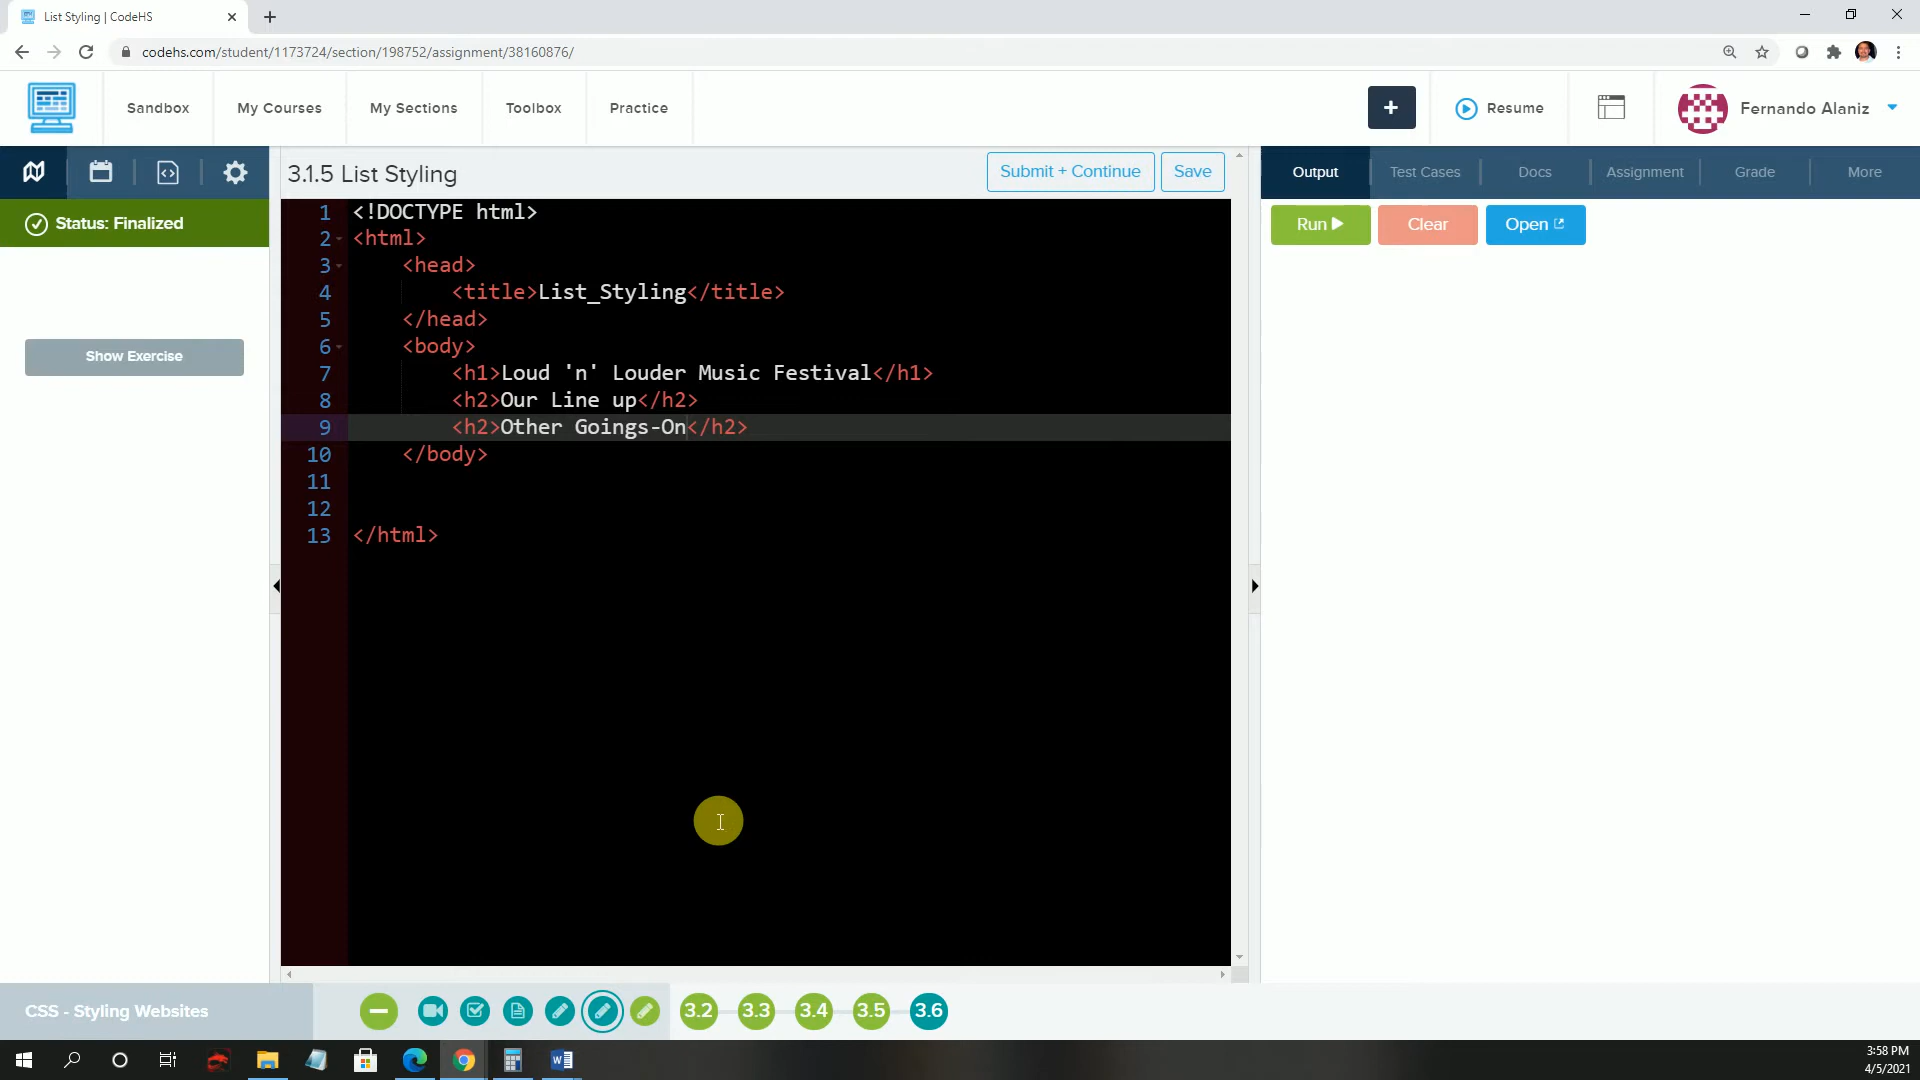 List Styling | CodeHS
codehs.com/student/1173724/section/198752/assignment/38160876/
Sandbox
My Courses
My Sections
Toolbox
Practice
+
Resume
Fernando Alaniz
3.1.5 List Styling
Submit + Continue
Save
Output
Test Cases
Docs
Assignment
Grade
More
Status: Finalized
Run
Clear
Open
Show Exercise
1 <!DOCTYPE html>
2 <html>
3 <head>
4 <title>List_Styling</title>
5 </head>
6 <body>
7 <h1>Loud 'n' Louder Music Festival</h1>
8 <h2>Our Line up</h2>
9 <h2>Other Goings-On</h2>
10 </body>
11
12
13 </html>
CSS - Styling Websites
3.2
3.3
3.4
3.5
3.6
3:58 PM
4/5/2021